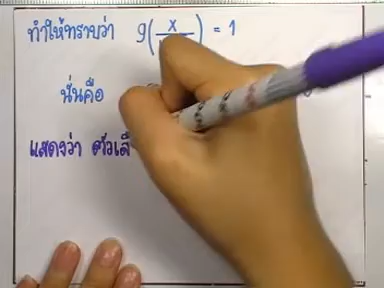 ทำให้ทราบว่า g(x/ ) = 1
นั่นคือ
แสดงว่า ตัวเลื